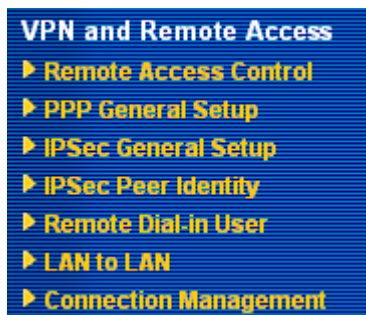 VPN and Remote Access
Remote Access Control
PPP General Setup
IPSec General Setup
IPSec Peer Identity
Remote Dial-in User
LAN to LAN
Connection Management